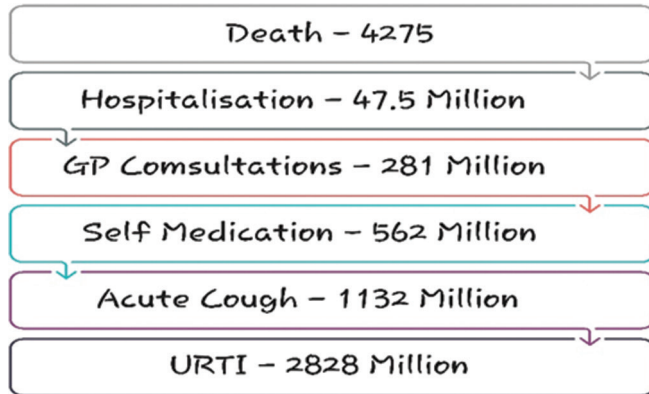 Death – 4275
Hospitalisation – 47.5 Million
GP Comsultations – 281 Million
Self Medication – 562 Million
Acute Cough – 1132 Million
URTI – 2828 Million